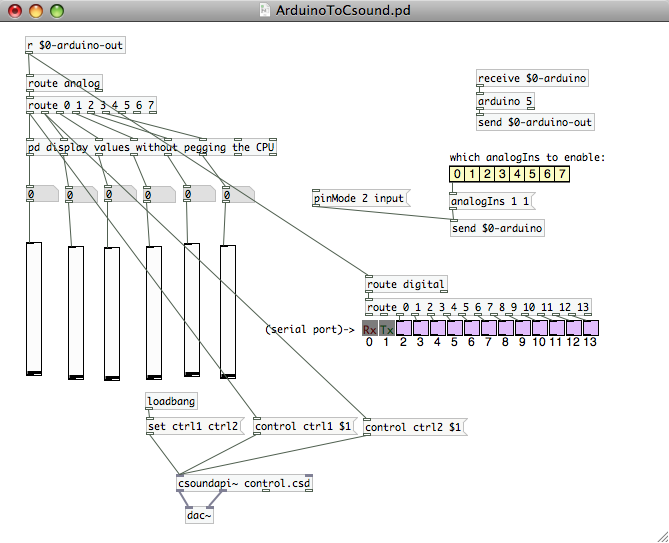 ArduinoToCsound.pd
r $0-arduino-out
route analog
route 0 1 2 3 4 5 6 7
pd display values without pegging the CPU
0 0 0 0 0 0
receive $0-arduino
arduino 5
send $0-arduino-out
which analogIns to enable:
0 1 2 3 4 5 6 7
analogIns 1 1
pinMode 2 input
send $0-arduino
route digital
route 0 1 2 3 4 5 6 7 8 9 10 11 12 13
(serial port)-> Rx Tx
0 1 2 3 4 5 6 7 8 9 10 11 12 13
loadbang
set ctrl1 ctrl2
control ctrl1 $1
control ctrl2 $1
csoundapi~ control.csd
dac~